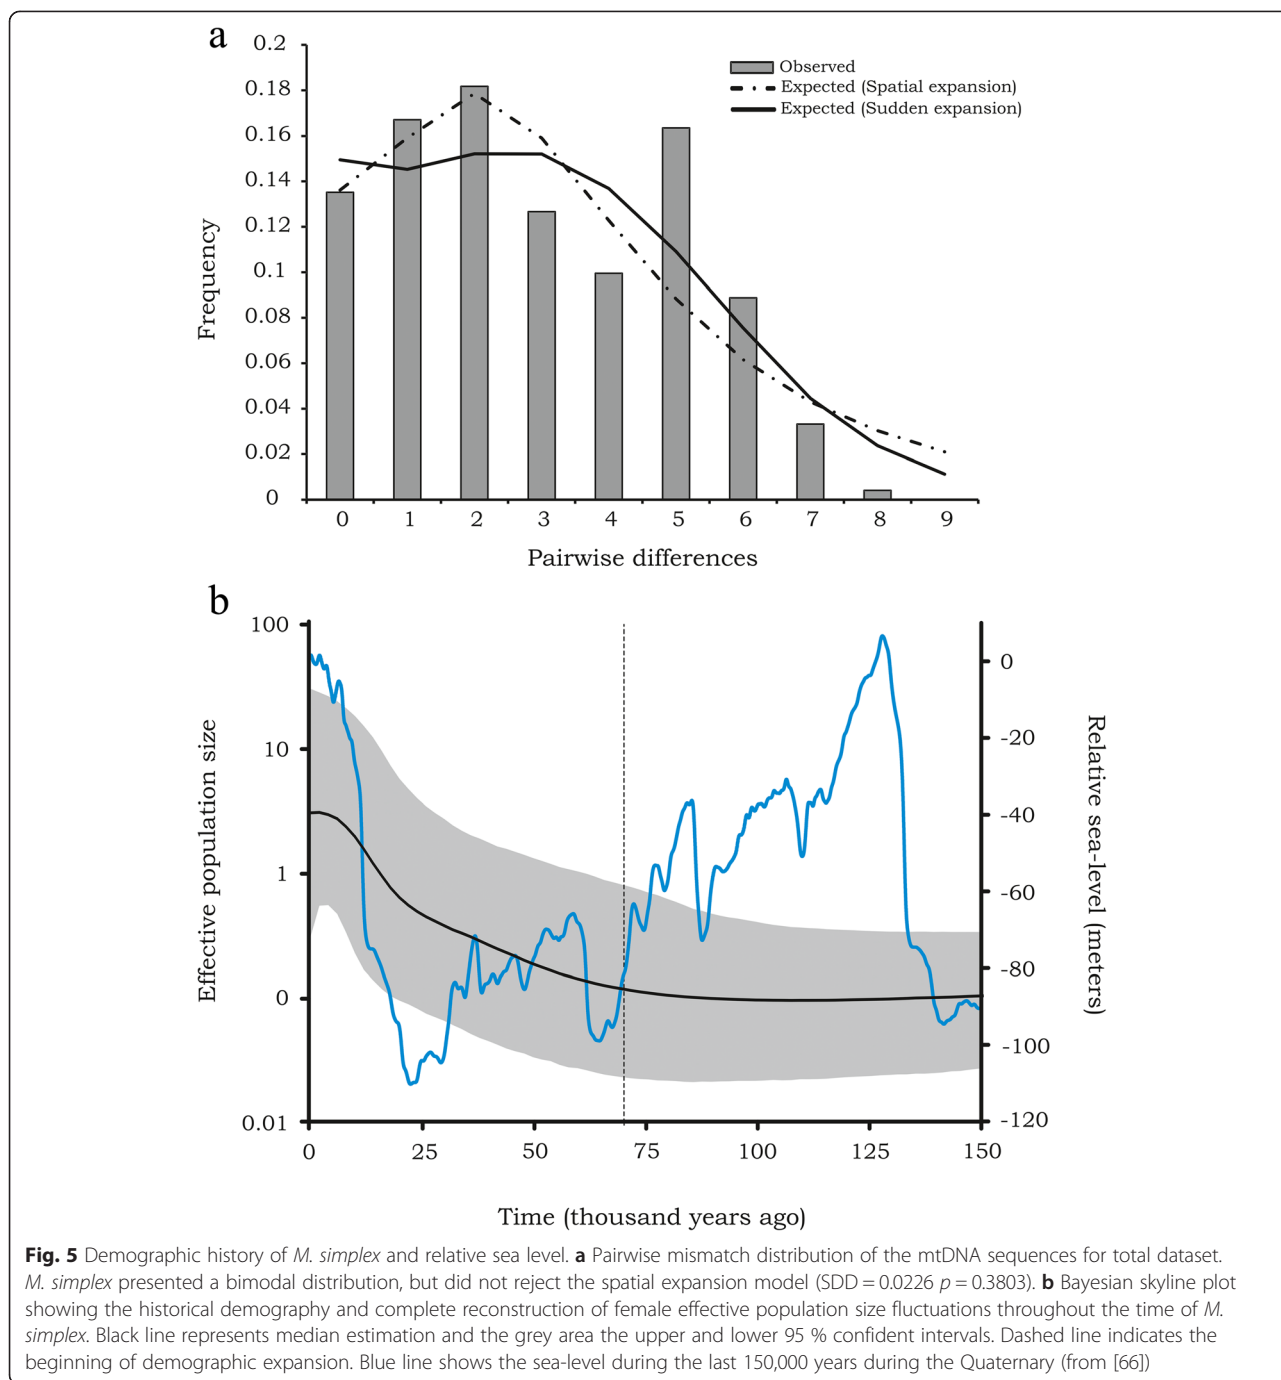 a
0.2
0.18
0.16
0.14
0.12
0.1
0.08
0.06
0.04
0.02
0
Frequency
Observed
Expected (Spatial expansion)
Expected (Sudden expansion)
0 1 2 3 4 5 6 7 8 9
Pairwise differences
b
100
10
1
0
0.01
Effective population size
0
-20
-40
-60
-80
-100
-120
Relative sea-level (meters)
0 25 50 75 100 125 150
Time (thousand years ago)
Fig. 5 Demographic history of M. simplex and relative sea level. a Pairwise mismatch distribution of the mtDNA sequences for total dataset.
M. simplex presented a bimodal distribution, but did not reject the spatial expansion model (SDD = 0.0226 p = 0.3803). b Bayesian skyline plot
showing the historical demography and complete reconstruction of female effective population size fluctuations throughout the time of M.
simplex. Black line represents median estimation and the grey area the upper and lower 95 % confident intervals. Dashed line indicates the
beginning of demographic expansion. Blue line shows the sea-level during the last 150,000 years during the Quaternary (from [66])